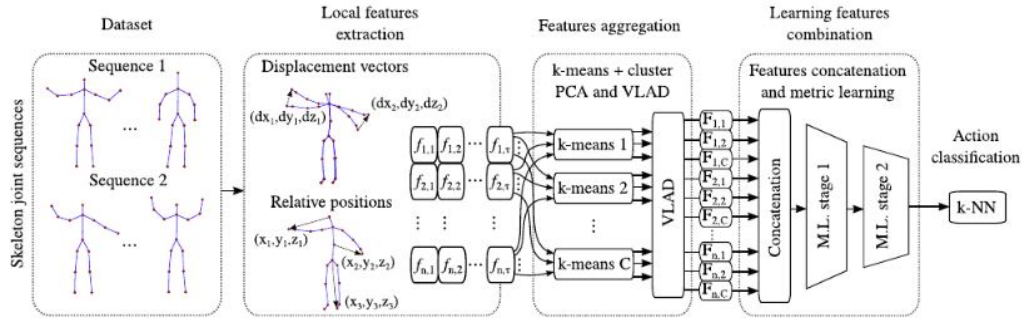 Dataset
Local features
extraction
Features aggregation
Learning features
combination
Skeleton joint sequences
Sequence 1
...
Sequence 2
...
Displacement vectors
(dx1,dy1,dz1)
(dx2,dy2,dz2)
Relative positions
(x1,y1,z1)
(x2,y2,z2)
(x3,y3,z3)
f1,1 f1,2 ... f1,τ
f2,1 f2,2 ... f2,τ
fn,1 fn,2 ... fn,τ
k-means + cluster
PCA and VLAD
k-means 1
k-means 2
k-means C
VLAD
F1,1
F1,2
F1,C
F2,1
F2,2
F2,C
Fn,1
Fn,2
Fn,C
Features concatenation
and metric learning
Concatenation
M.L. stage 1
M.L. stage 2
Action
classification
k-NN